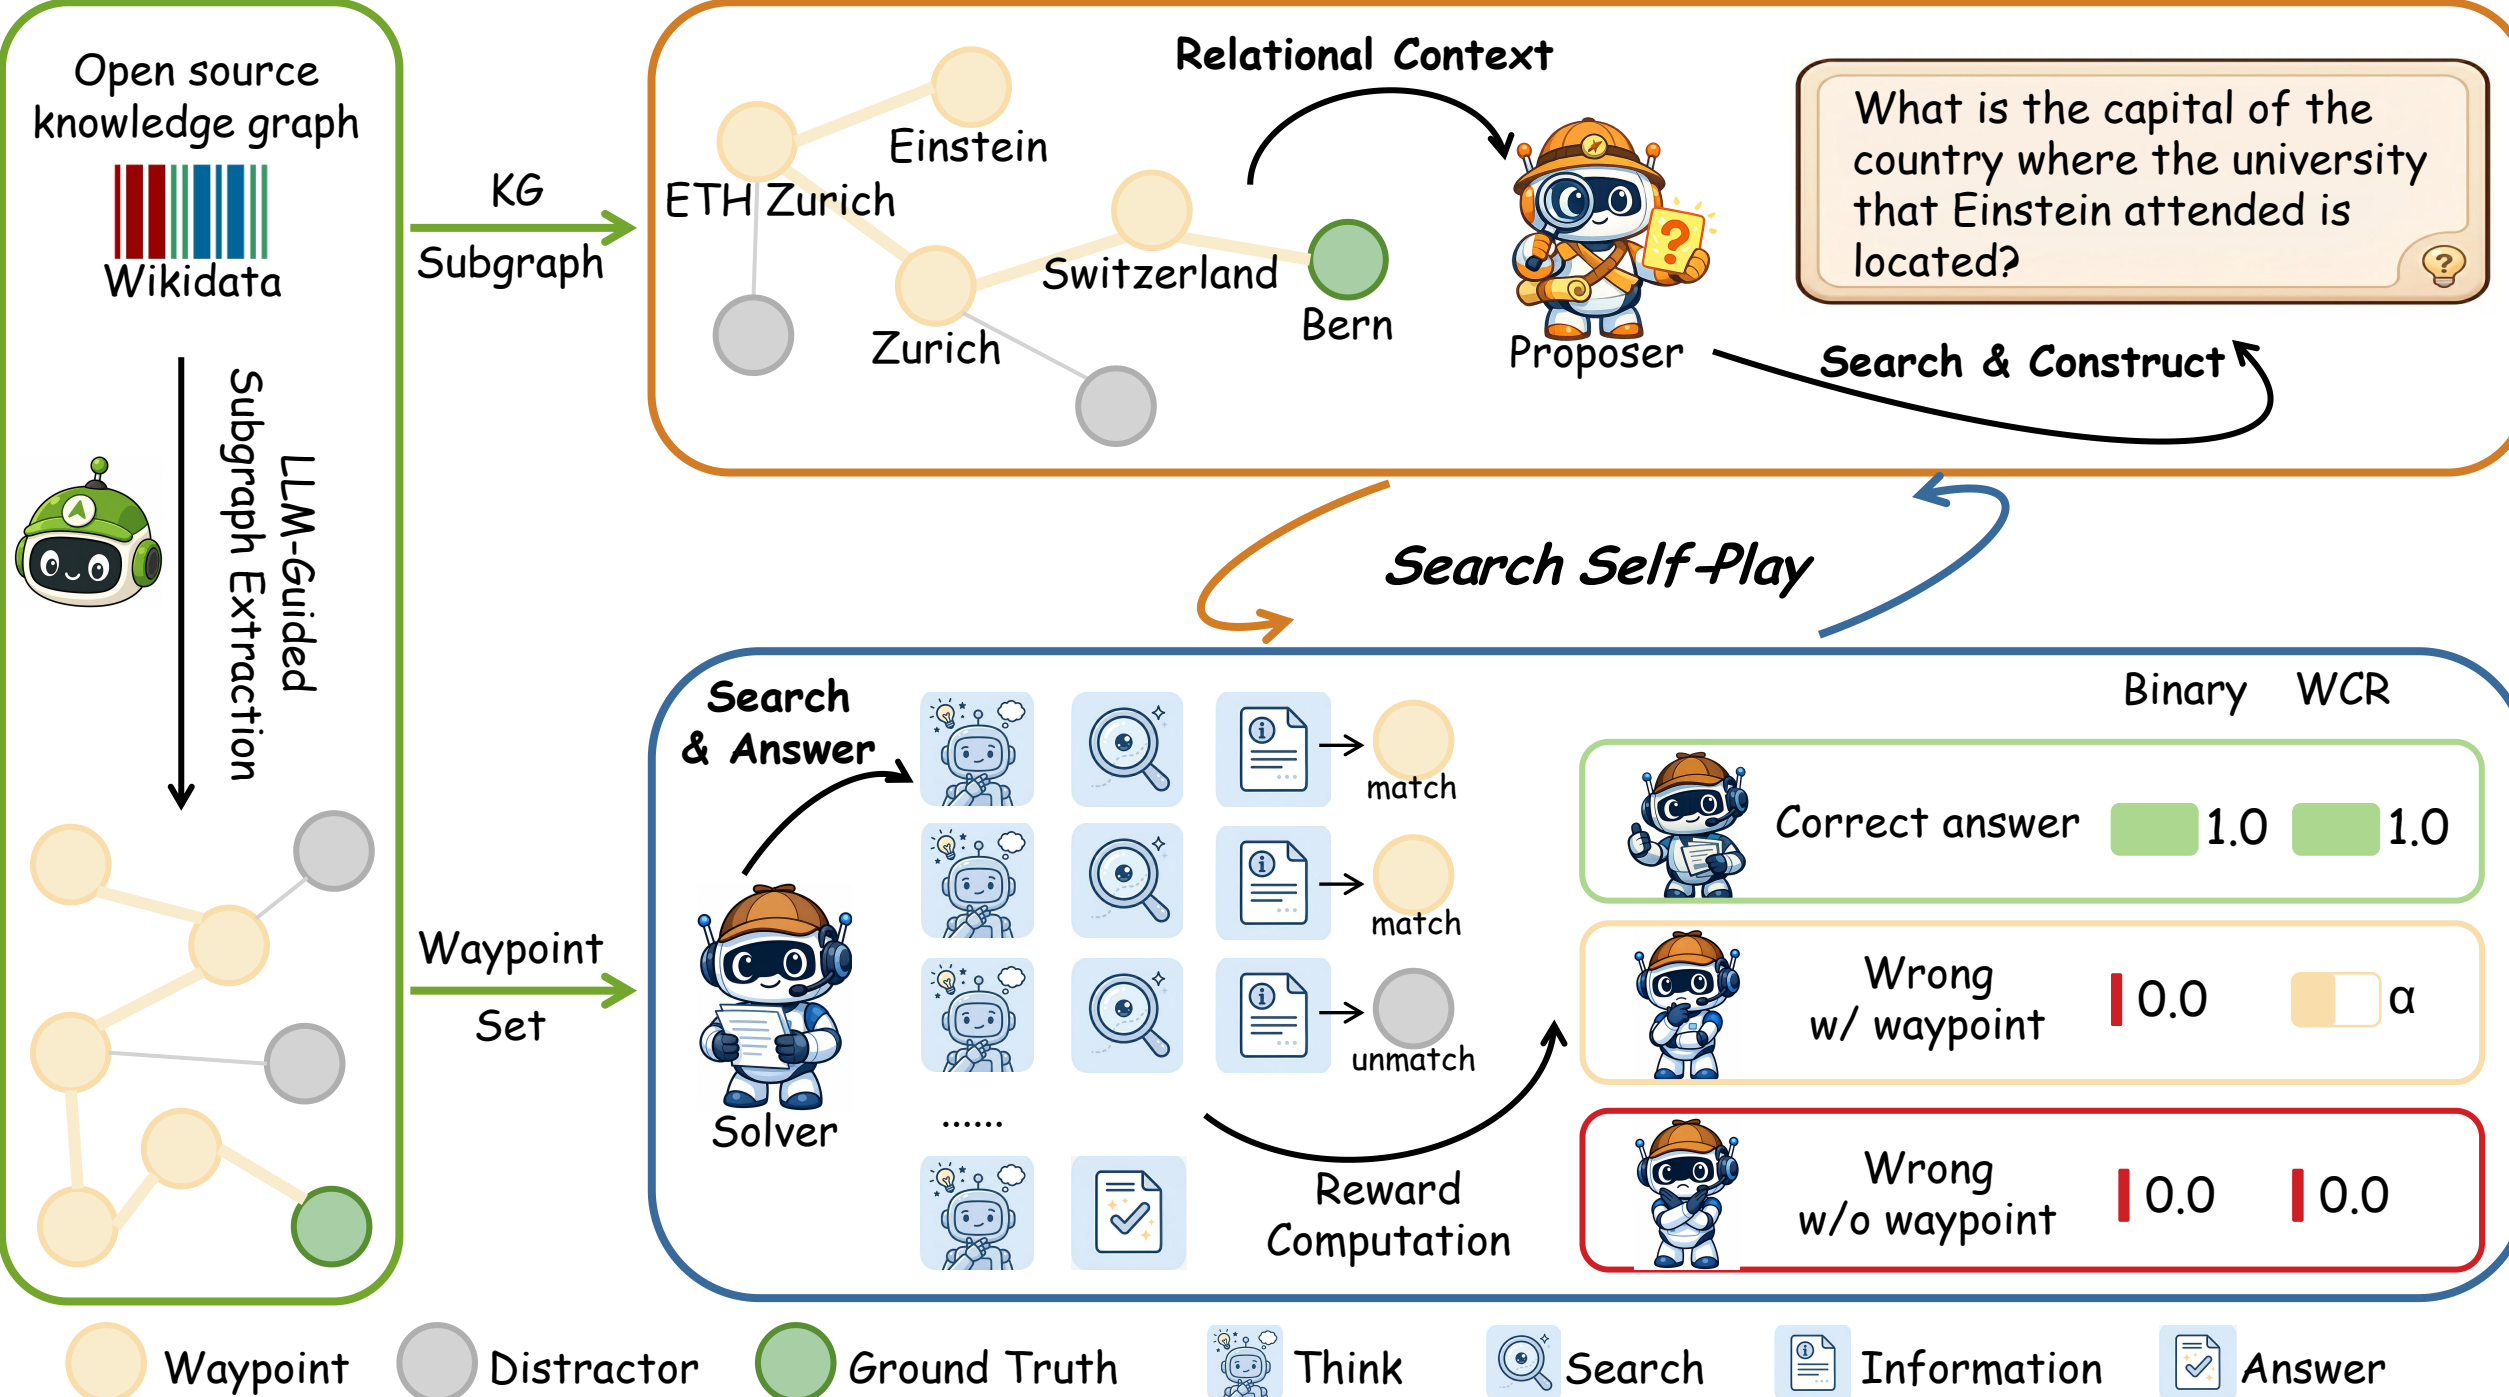 Open source
knowledge graph
Wikidata
LLM-Guided
Subgraph Extraction
KG
Subgraph
Waypoint
Set
Relational Context
Einstein
ETH Zurich
Switzerland
Zurich
Bern
Proposer
What is the capital of the
country where the university
that Einstein attended is
located?
Search & Construct
Search Self-Play
Search
& Answer
Solver
match
match
unmatch
......
Reward
Computation
Binary WCR
Correct answer 1.0 1.0
Wrong
w/ waypoint 0.0 α
Wrong
w/o waypoint 0.0 0.0
Waypoint Distractor Ground Truth Think Search Information Answer